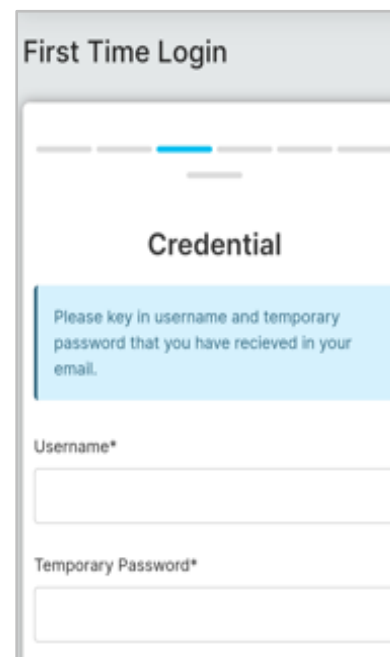 First Time Login
Credential
Please key in username and temporary
password that you have recieved in your
email.
Username*
Temporary Password*